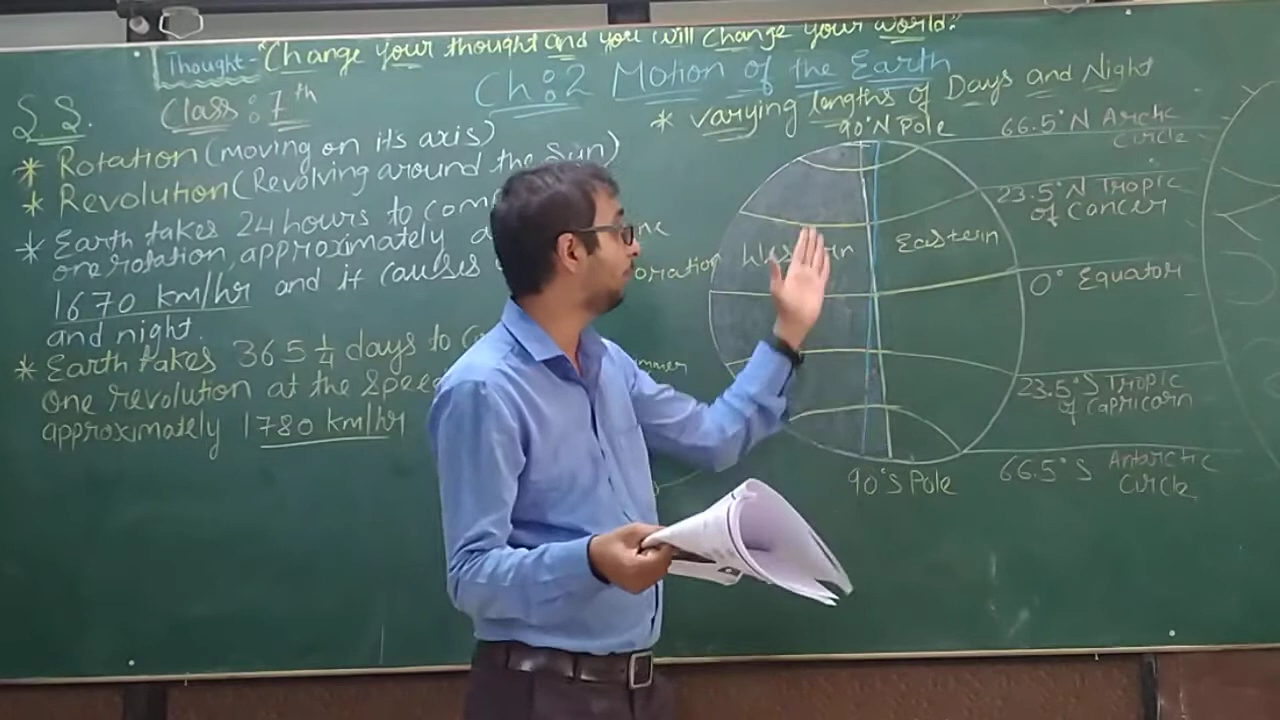 Thought - "Change your thought and you will change your world."
Ch:2 Motion of the Earth
S.S.
Class: 7th
* Rotation (moving on its axis)
* Revolution (Revolving around the Sun)
* Earth takes 24 hours to com
one rotation, approximately a
1670 km/hr and it causes
and night.
* Earth takes 365 1/4 days to
one revolution at the Spee
approximately 1780 km/hr
* varying lengths of Days and Night
90°N Pole
66.5°N Arctic
Circle
23.5°N Tropic
of Cancer
Western
Eastern
0° Equator
23.5°S Tropic
of Capricorn
90°S Pole
66.5°S Antarctic
Circle